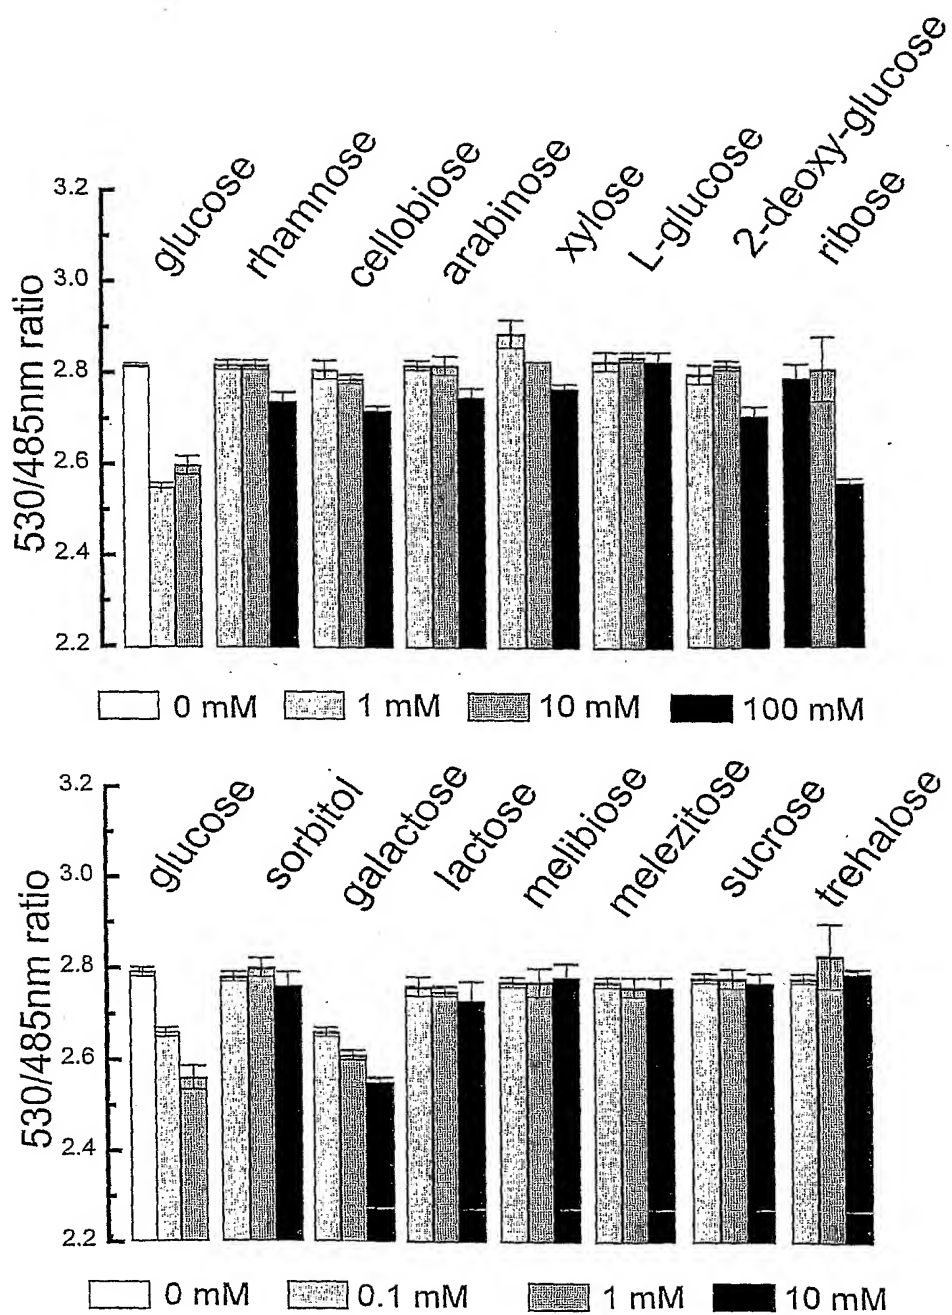 glucose
rhamnose
cellobiose
arabinose
xylose
L-glucose
2-deoxy-glucose
ribose
530/485nm ratio
3.2
3.0
2.8
2.6
2.4
2.2
0 mM 1 mM 10 mM 100 mM
glucose
sorbitol
galactose
lactose
melibiose
melezitose
sucrose
trehalose
530/485nm ratio
3.2
3.0
2.8
2.6
2.4
2.2
0 mM 0.1 mM 1 mM 10 mM